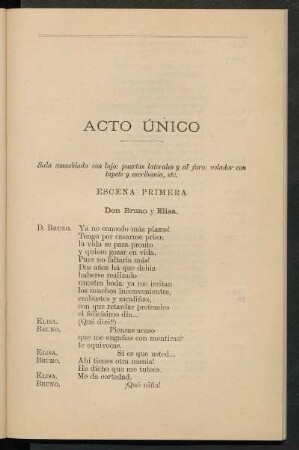 ACTO ÚNICO
Sala amueblada con lujo: puertas laterales y al foro: velador con
tapete y escribanía, etc.
ESCENA PRIMERA
Don Bruno y Elisa.
D. BRUNO. Ya no concedo más plazos!
Tengo por casarme prisa:
la vida se pasa pronto
y quiero gozar en vida.
Pues no faltaría más!
Dos años há que debía
haberse realizado
nuestra boda: ya me irritan
los muchos inconvenientes,
embustes y zacaliñas,
con que retardar pretendes
el felicísimo día...
ELISA. (Qué diré?)
BRUNO. Piensas acaso
que me engañas con mentiras?
te equivocas.
ELISA. Si es que usted...
BRUNO. Ahí tienes otra manía!
He dicho que me tutees.
ELISA. Me da cortedad.
BRUNO. ¡Qué niña!